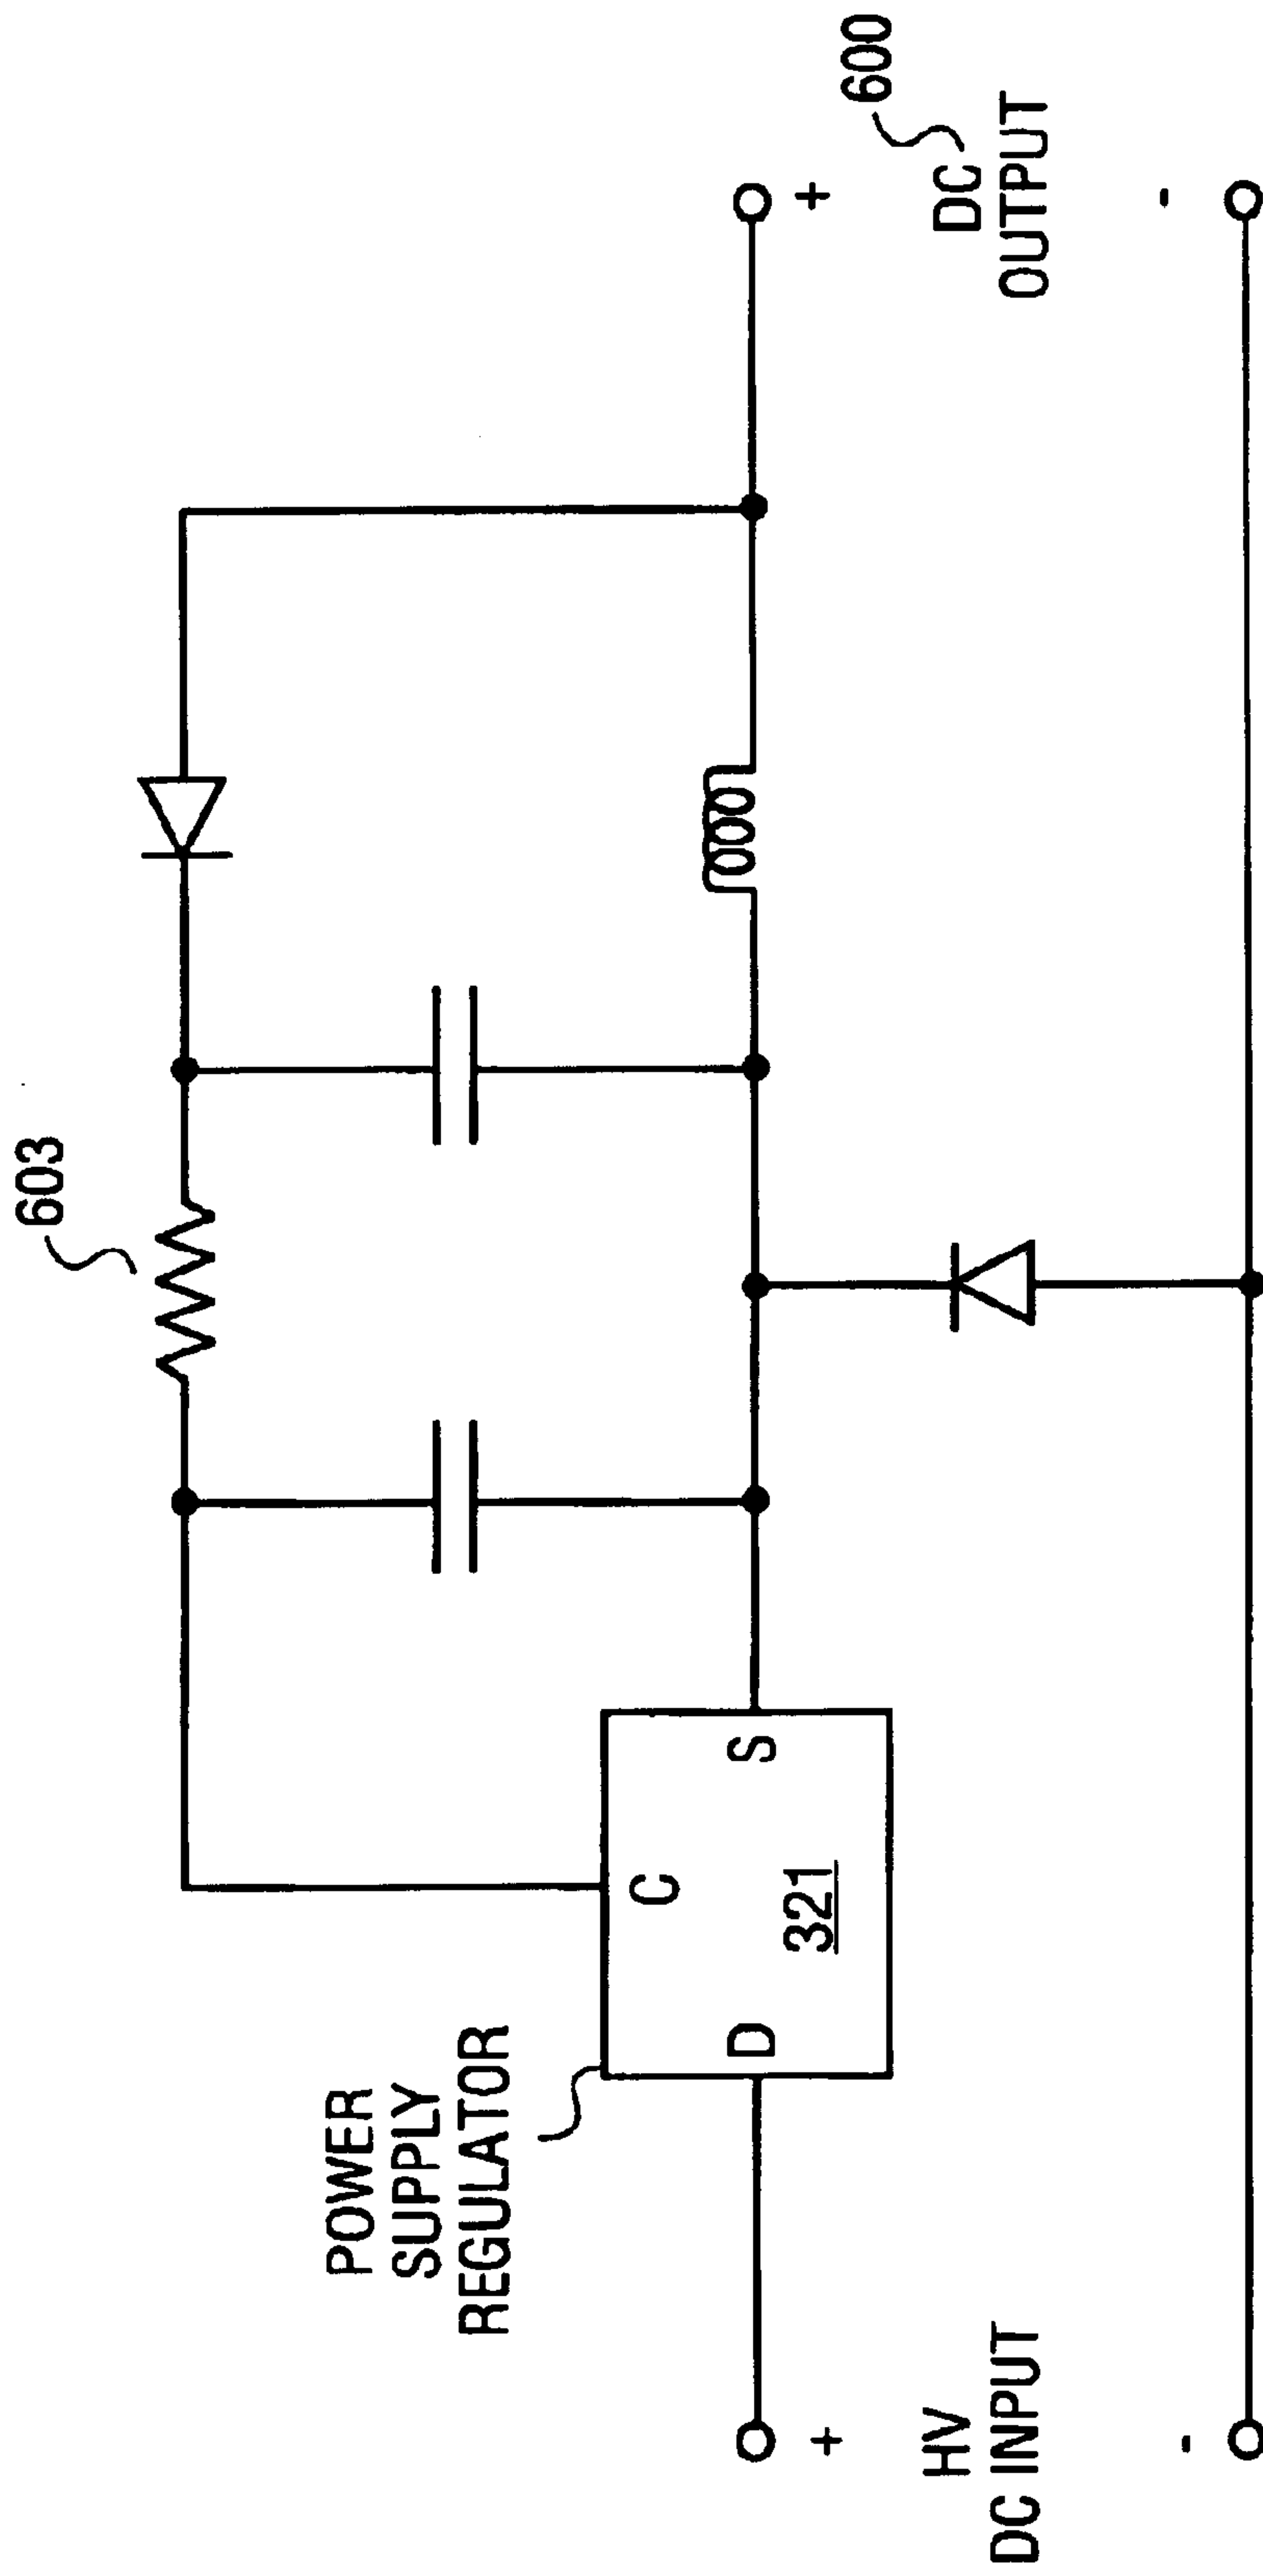 603
POWER
SUPPLY
REGULATOR
C
D
S
321
HV
DC INPUT
+
-
600
DC
OUTPUT
+
-